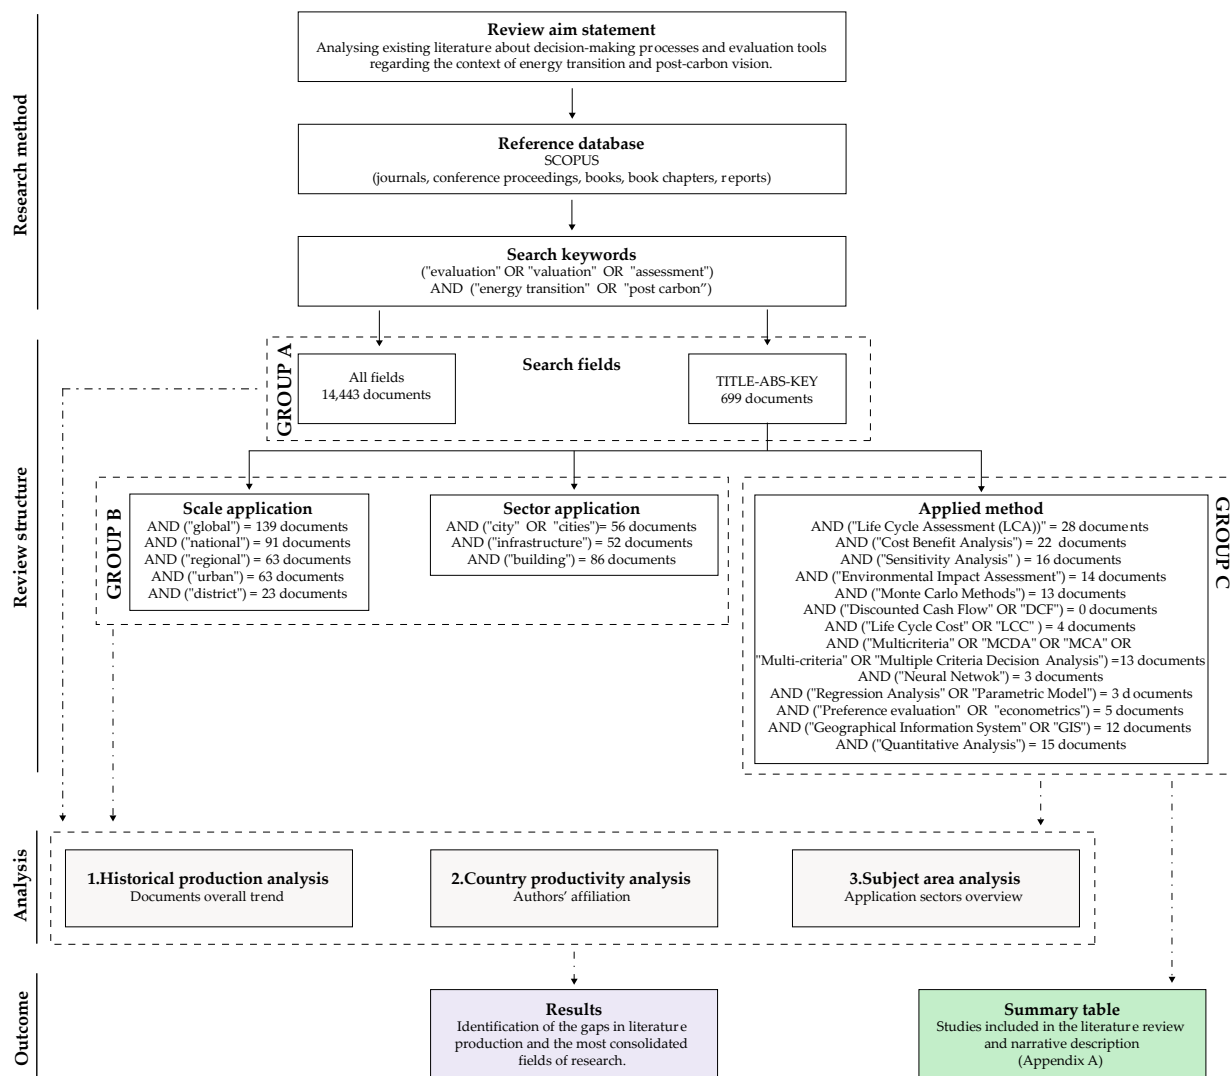 Research method
Review aim statement
Analysing existing literature about decision-making processes and evaluation tools
regarding the context of energy transition and post-carbon vision.
Reference database
SCOPUS
(journals, conference proceedings, books, book chapters, reports)
Search keywords
("evaluation" OR "valuation" OR "assessment")
AND ("energy transition" OR "post carbon”)
Review structure
GROUP A
Search fields
All fields
14,443 documents
TITLE-ABS-KEY
699 documents
GROUP B
Scale application
AND ("global") = 139 documents
AND ("national") = 91 documents
AND ("regional") = 63 documents
AND ("urban") = 63 documents
AND ("district") = 23 documents
Sector application
AND ("city" OR "cities)= 56 documents
AND ("infrastructure") = 52 documents
AND ("building") = 86 documents
GROUP C
Applied method
AND ("Life Cycle Assessment (LCA))" = 28 documents
AND ("Cost Benefit Analysis") = 22 documents
AND ("Sensitivity Analysis" ) = 16 documents
AND ("Environmental Impact Assessment") = 14 documents
AND ("Monte Carlo Methods") = 13 documents
AND ("Discounted Cash Flow" OR "DCF") = 0 documents
AND ("Life Cycle Cost" OR "LCC" ) = 4 documents
AND ("Multicriteria" OR "MCDA" OR "MCA" OR
"Multi-criteria" OR "Multiple Criteria Decision Analysis") =13 documents
AND ("Neural Netwok") = 3 documents
AND ("Regression Analysis" OR "Parametric Model") = 3 documents
AND ("Preference evaluation" OR "econometrics") = 5 documents
AND ("Geographical Information System" OR "GIS") = 12 documents
AND ("Quantitative Analysis") = 15 documents
Analysis
1.Historical production analysis
Documents overall trend
2.Country productivity analysis
Authors’ affiliation
3.Subject area analysis
Application sectors overview
Outcome
Results
Identification of the gaps in literature
production and the most consolidated
fields of research.
Summary table
Studies included in the literature review
and narrative description
(Appendix A)